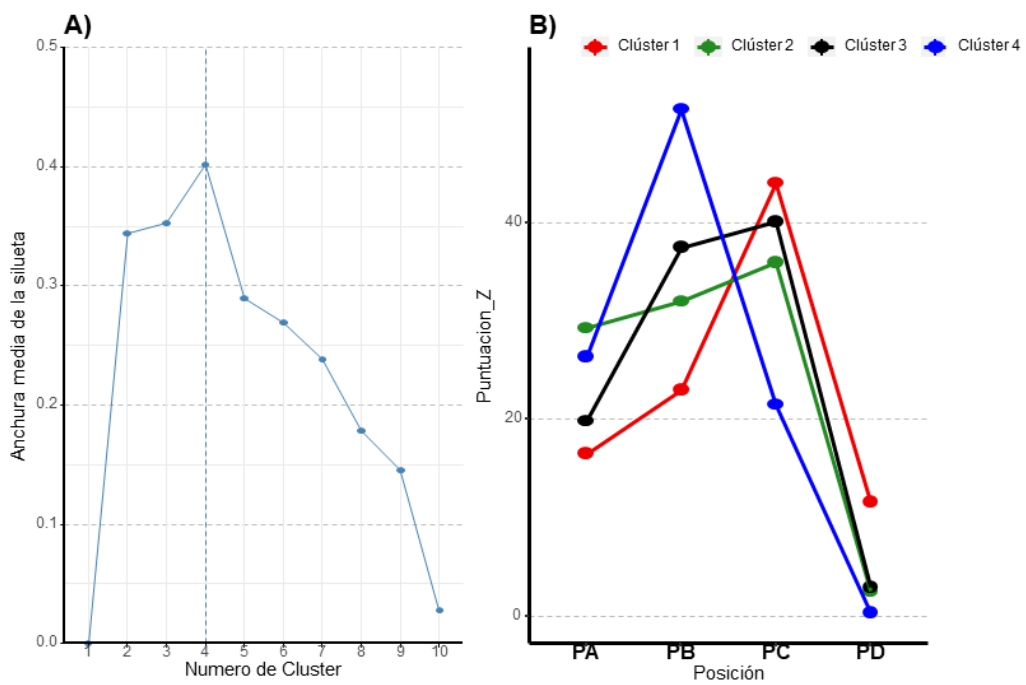 A)
0.5
0.4
0.3
0.2
0.1
0.0
Anchura media de la silueta
1 2 3 4 5 6 7 8 9 10
Numero de Cluster
B)
Clúster 1 Clúster 2 Clúster 3 Clúster 4
40
20
0
Puntuacion_Z
PA PB PC PD
Posición